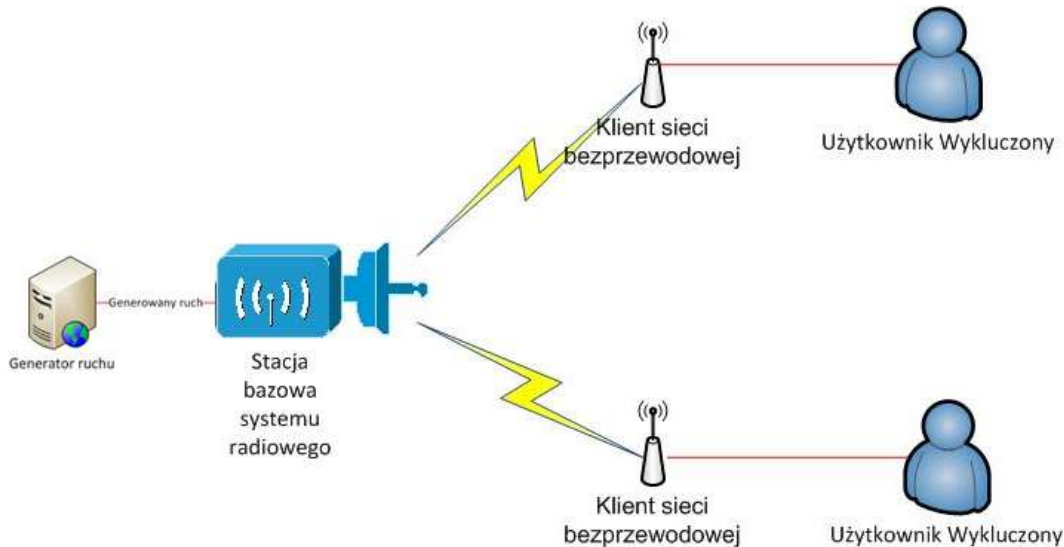 Klient sieci
bezprzewodowej
Użytkownik Wykluczony
Generowany ruch
Generator ruchu
Stacja
bazowa
systemu
radiowego
Klient sieci
bezprzewodowej
Użytkownik Wykluczony